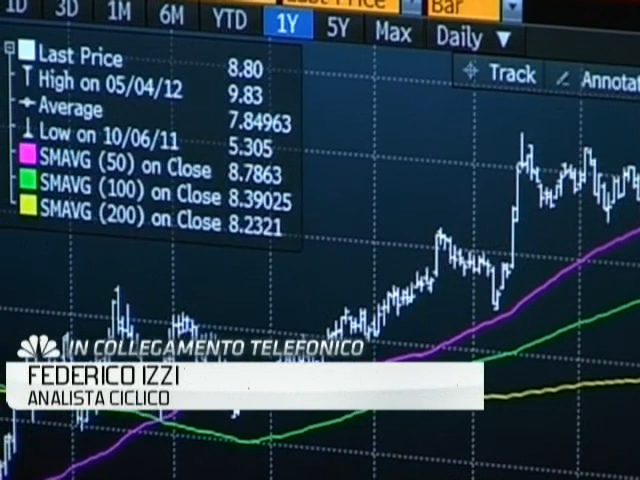 1D 3D 1M 6M YTD 1Y 5Y Max Daily ▼
Last Price
Bar
Track
Annotat
Last Price 8.80
High on 05/04/12 9.83
Average 7.84963
Low on 10/06/11 5.305
SMAVG (50) on Close 8.7863
SMAVG (100) on Close 8.39025
SMAVG (200) on Close 8.2321
IN COLLEGAMENTO TELEFONICO
FEDERICO IZZI
ANALISTA CICLICO